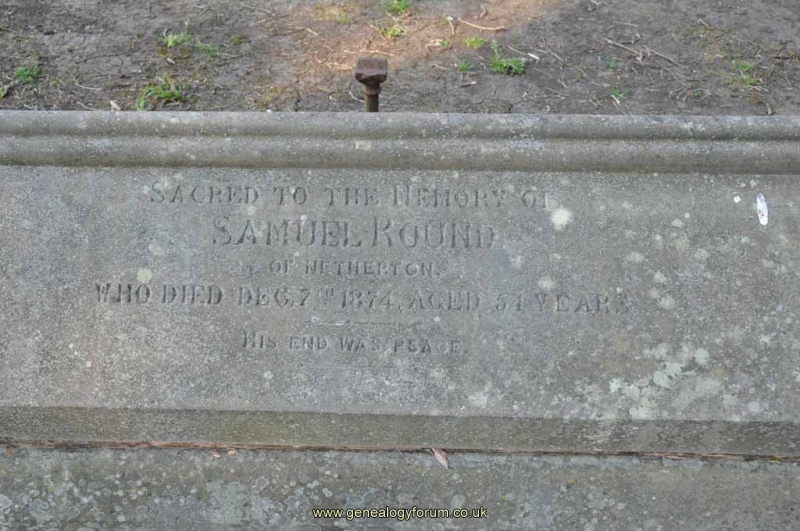 SACRED TO THE MEMORY OF
SAMUEL ROUND
OF NETHERTON,
WHO DIED DEC. 7TH 1874, AGED 54 YEARS
HIS END WAS PEACE.
www.genealogyforum.co.uk